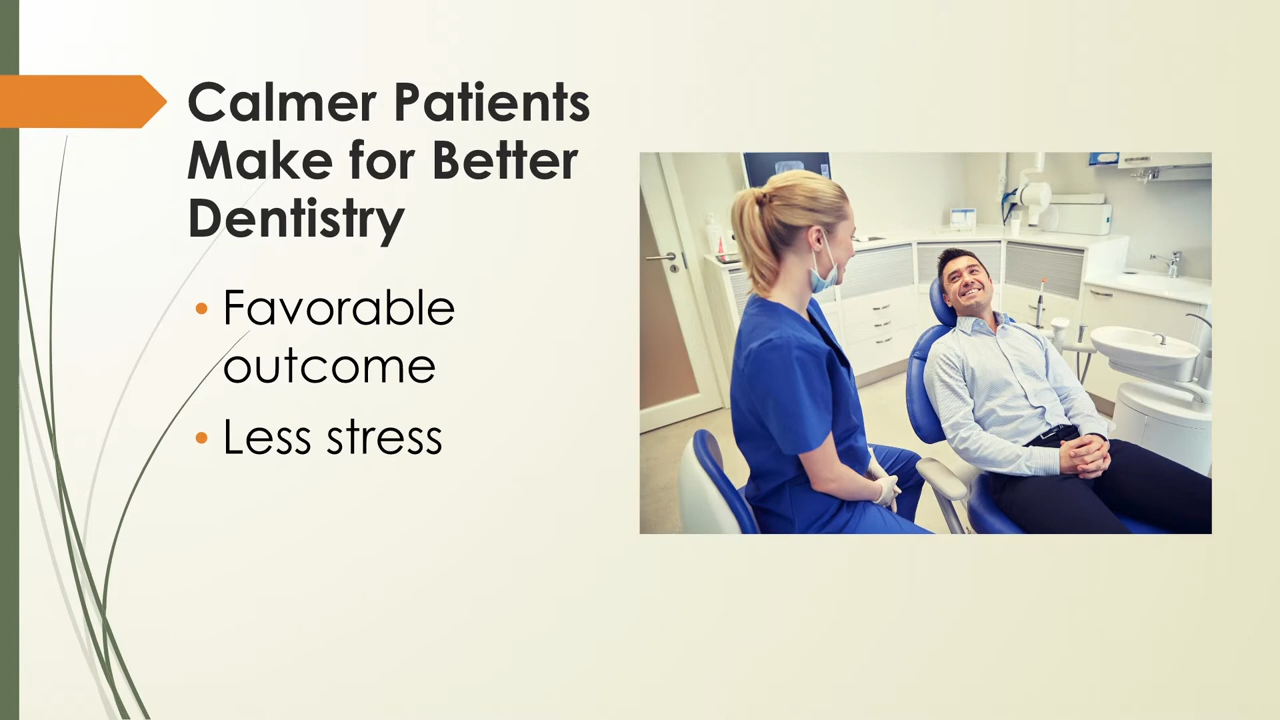 Calmer Patients
Make for Better
Dentistry
• Favorable
outcome
• Less stress